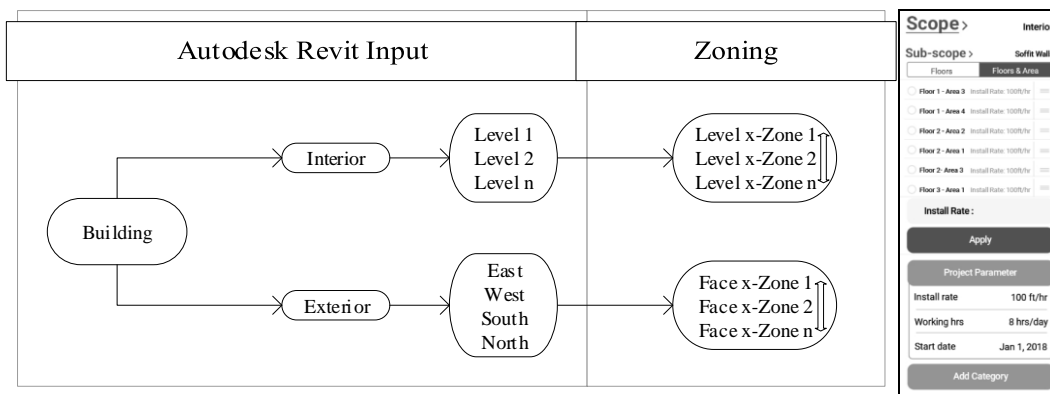 Autodesk Revit Input
Zoning
Building
Interior
Level 1
Level 2
Level n
Level x-Zone 1
Level x-Zone 2
Level x-Zone n
Exterior
East
West
South
North
Face x-Zone 1
Face x-Zone 2
Face x-Zone n
Scope > Interio
Sub-scope > Soffit Wall
Floors Floors & Area
Floor 1 - Area 3 Install Rate: 100ft/hr
Floor 1 - Area 4 Install Rate: 100ft/hr
Floor 2 - Area 2 Install Rate: 100ft/hr
Floor 2 - Area 1 Install Rate: 100ft/hr
Floor 2- Area 3 Install Rate: 100ft/hr
Floor 3 - Area 1 Install Rate: 100ft/hr
Install Rate :
Apply
Project Parameter
Install rate 100 ft/hr
Working hrs 8 hrs/day
Start date Jan 1, 2018
Add Category